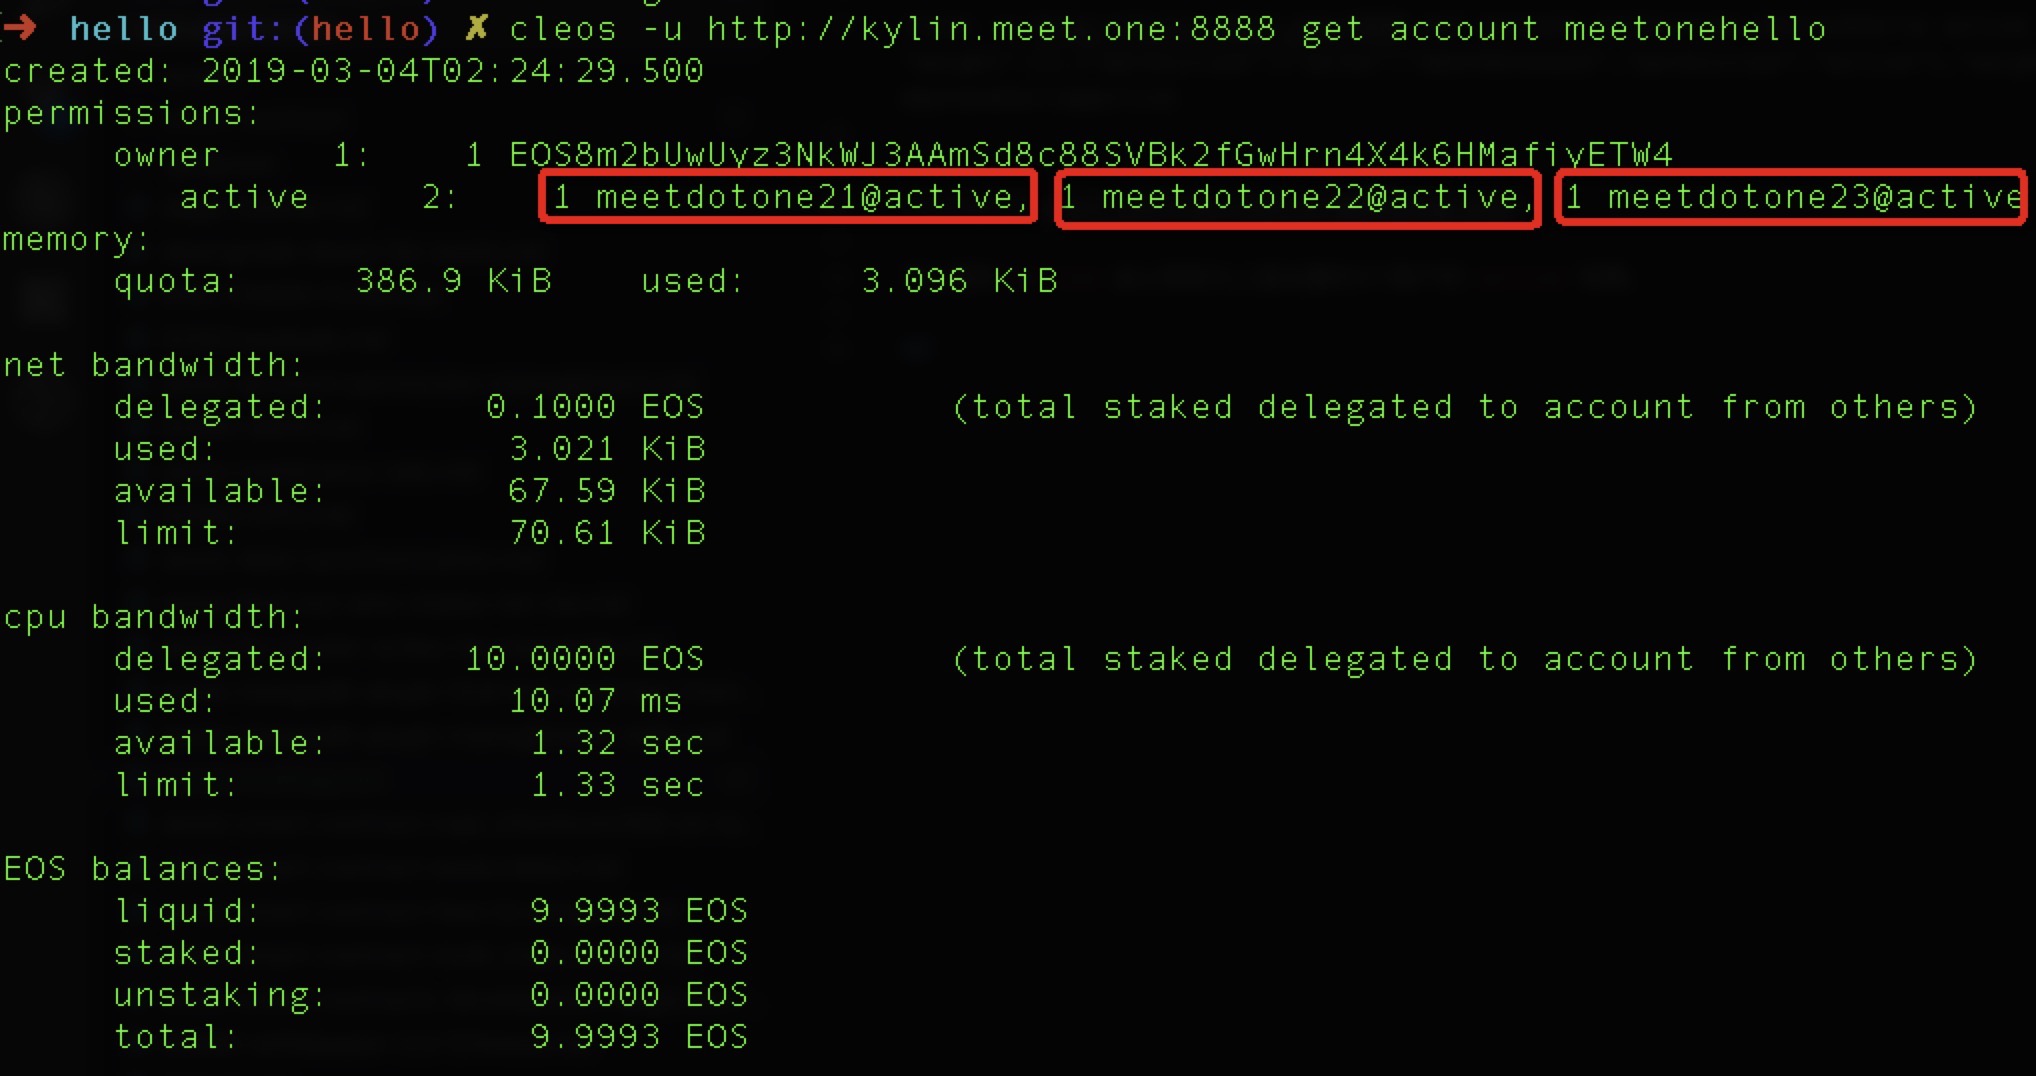 ➜ hello git:(hello) ✗ cleos -u http://kylin.meet.one:8888 get account meetonehello
created: 2019-03-04T02:24:29.500
permissions:
owner 1: 1 EOS8m2bUwUyz3NkWJ3AAmSd8c88SVBk2fGwHrn4X4k6HMafiyETW4
active 2: 1 meetdotone21@active, 1 meetdotone22@active, 1 meetdotone23@active
memory:
quota: 386.9 KiB used: 3.096 KiB
net bandwidth:
delegated: 0.1000 EOS (total staked delegated to account from others)
used: 3.021 KiB
available: 67.59 KiB
limit: 70.61 KiB
cpu bandwidth:
delegated: 10.0000 EOS (total staked delegated to account from others)
used: 10.07 ms
available: 1.32 sec
limit: 1.33 sec
EOS balances:
liquid: 9.9993 EOS
staked: 0.0000 EOS
unstaking: 0.0000 EOS
total: 9.9993 EOS